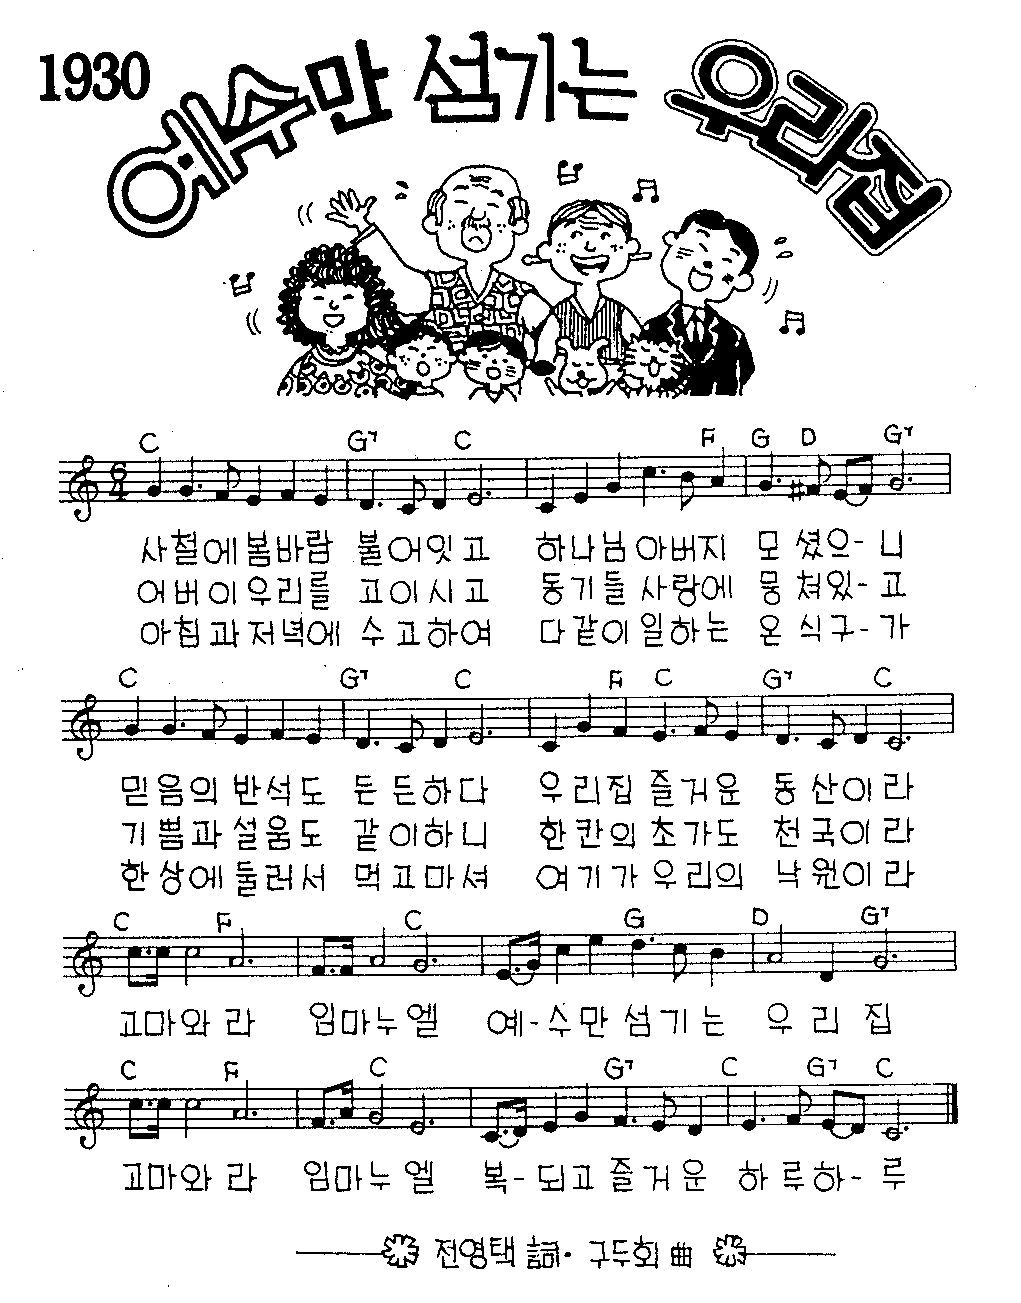 1930
예수만 섬기는 우리집
C G7 C F G D G7
6/4
사철에봄바람 불어잇고 하나님아버지 모셨으-니
어버이우리를 고이시고 동기들사랑에 뭉쳐있-고
아침과저녁에 수고하여 다같이일하는 온식구-가
C G7 C F C G7 C
믿음의반석도 든든하다 우리집즐거운 동산이라
기쁨과설움도 같이하니 한칸의초가도 천국이라
한상에둘러서 먹고마셔 여기가우리의 낙원이라
C F C G D G7
고마와라 임마누엘 예-수만섬기는 우리집
C F C G7 C G7 C
고마와라 임마누엘 복-되고즐거운 하루하-루
전영택 詞· 구두회 曲